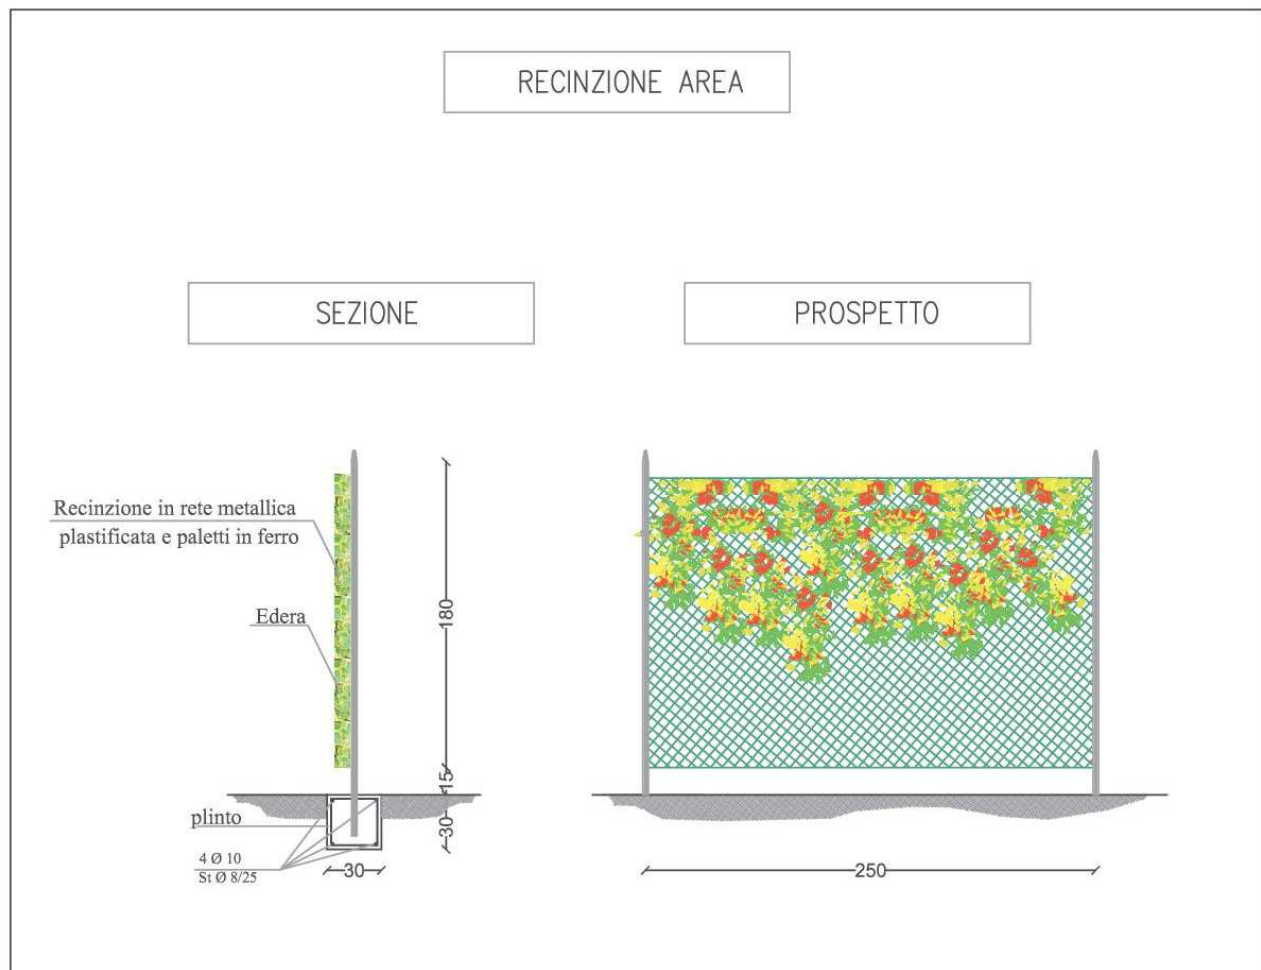 RECINZIONE AREA
SEZIONE
PROSPETTO
Recinzione in rete metallica
plastificata e paletti in ferro
Edera
180
15
plinto
30
4 Ø 10
St Ø 8/25
30
250